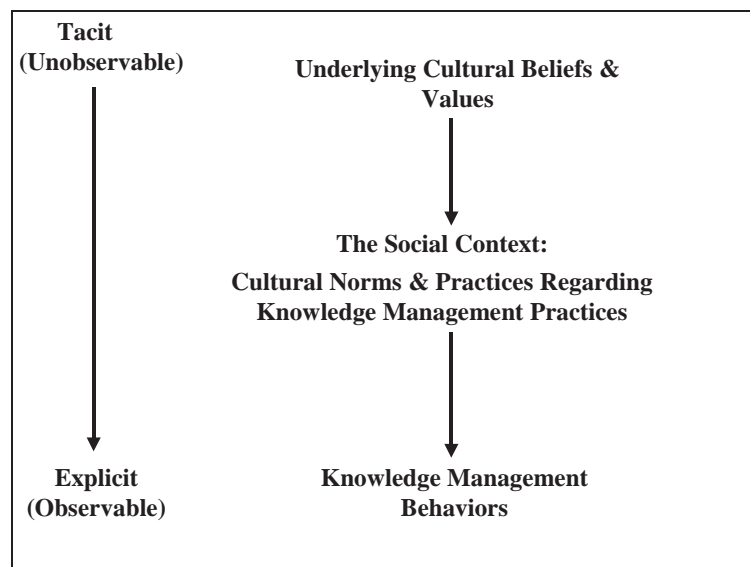 Tacit
(Unobservable)
Underlying Cultural Beliefs &
Values
The Social Context:
Cultural Norms & Practices Regarding
Knowledge Management Practices
Explicit
(Observable)
Knowledge Management
Behaviors